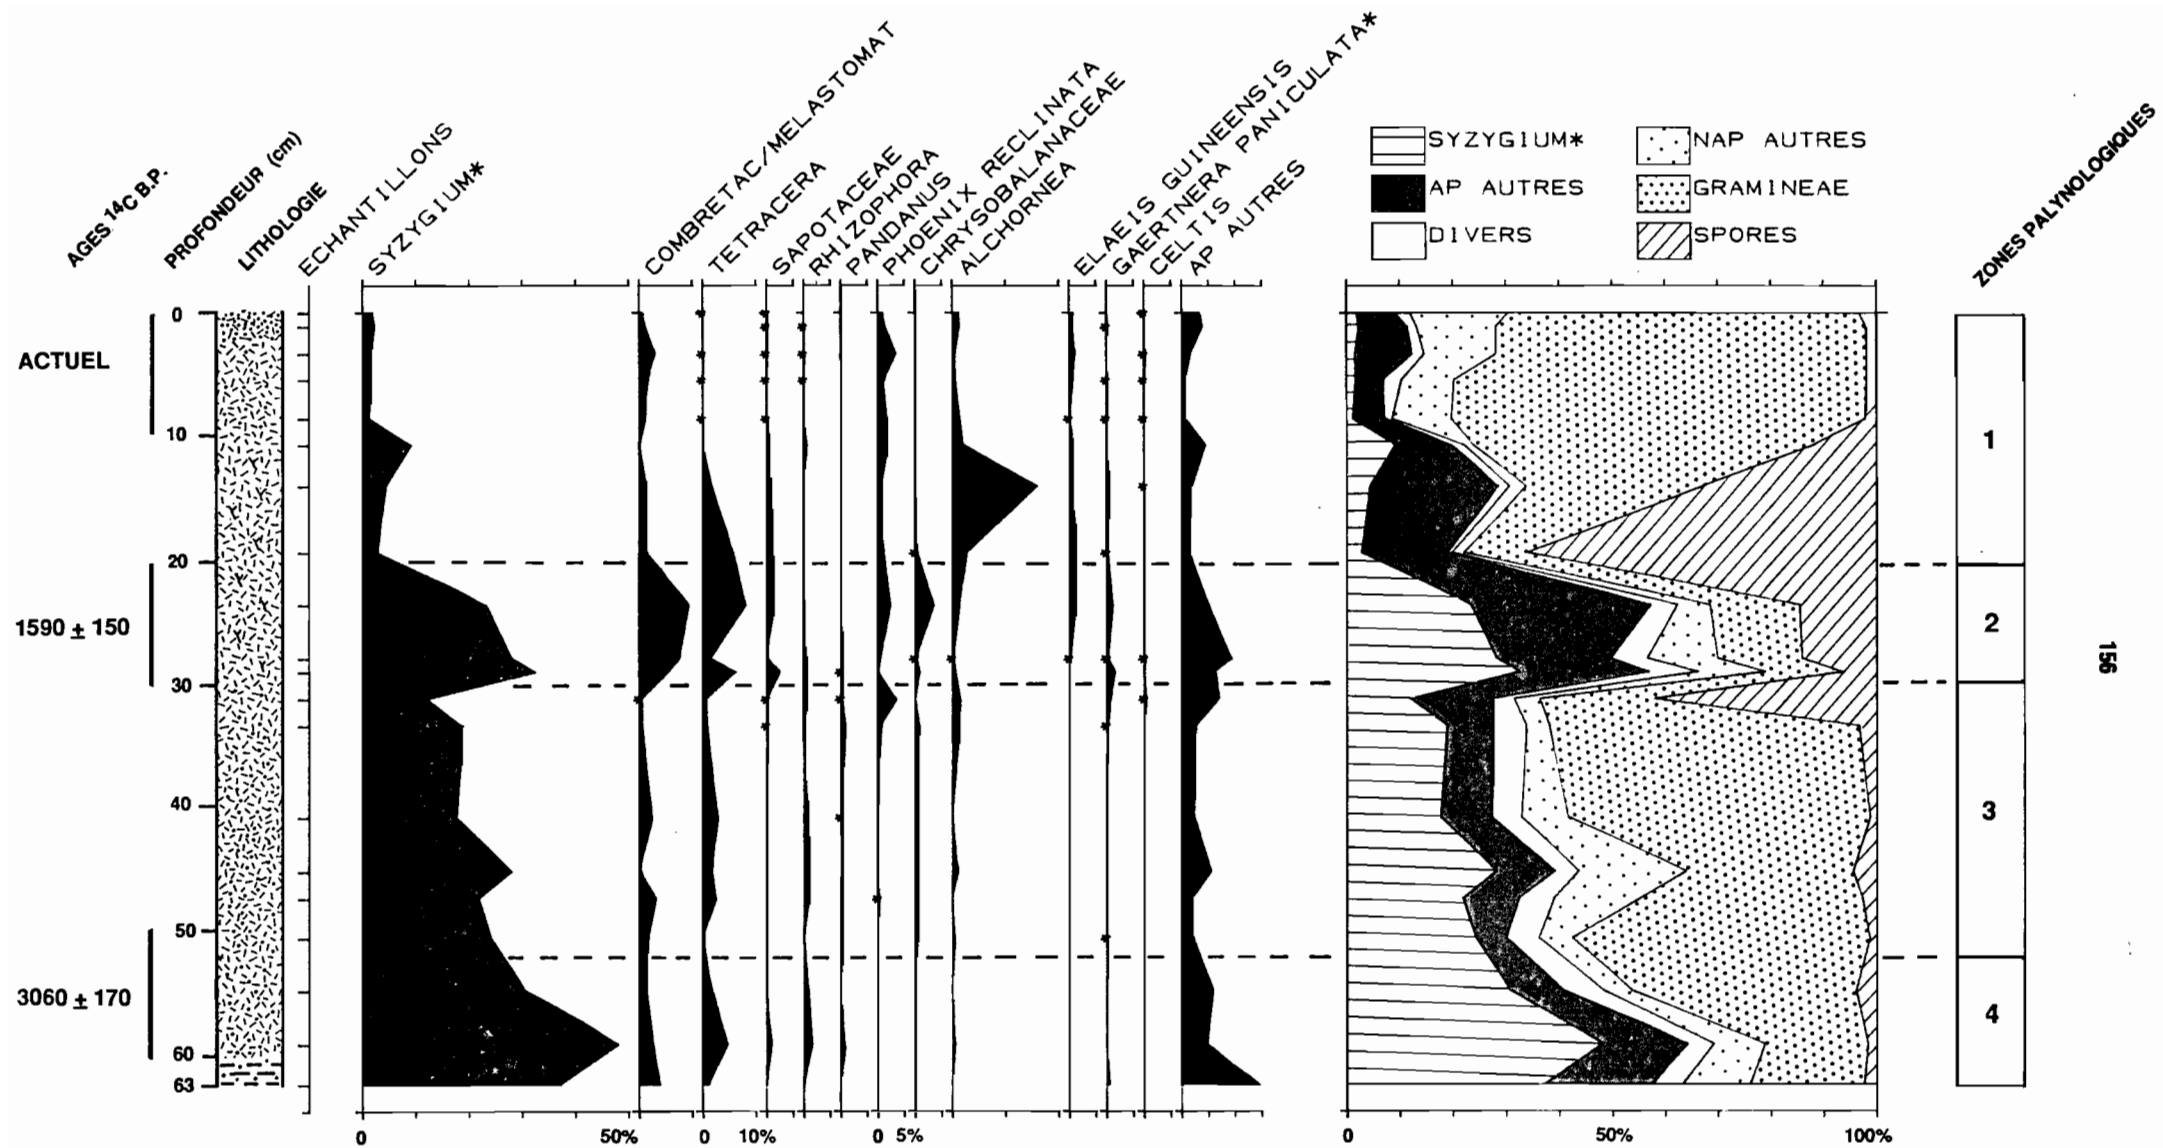 AGES ¹⁴C B.P.
PROFONDEUR (cm)
LITHOLOGIE
ECHANTILLONS
SYZYGIUM*
COMBRETAC/MELASTOMAT
TETRACERA
SAPOTACEAE
RHIZOPHORA
PANDANUS
PHOENIX RECLINATA
CHRYSOBALANACEAE
ALCHORNEA
ELAEIS GUINEENSIS
GAERTNERA PANICULATA*
CELTIS
AP AUTRES
SYZYGIUM*
AP AUTRES
DIVERS
NAP AUTRES
GRAMINEAE
SPORES
ZONES PALYNOLOGIQUES
ACTUEL
1590 ± 150
3060 ± 170
0
10
20
30
40
50
60
63
1
2
3
4
156
0 50% 0 10% 0 5% 0 50% 100%